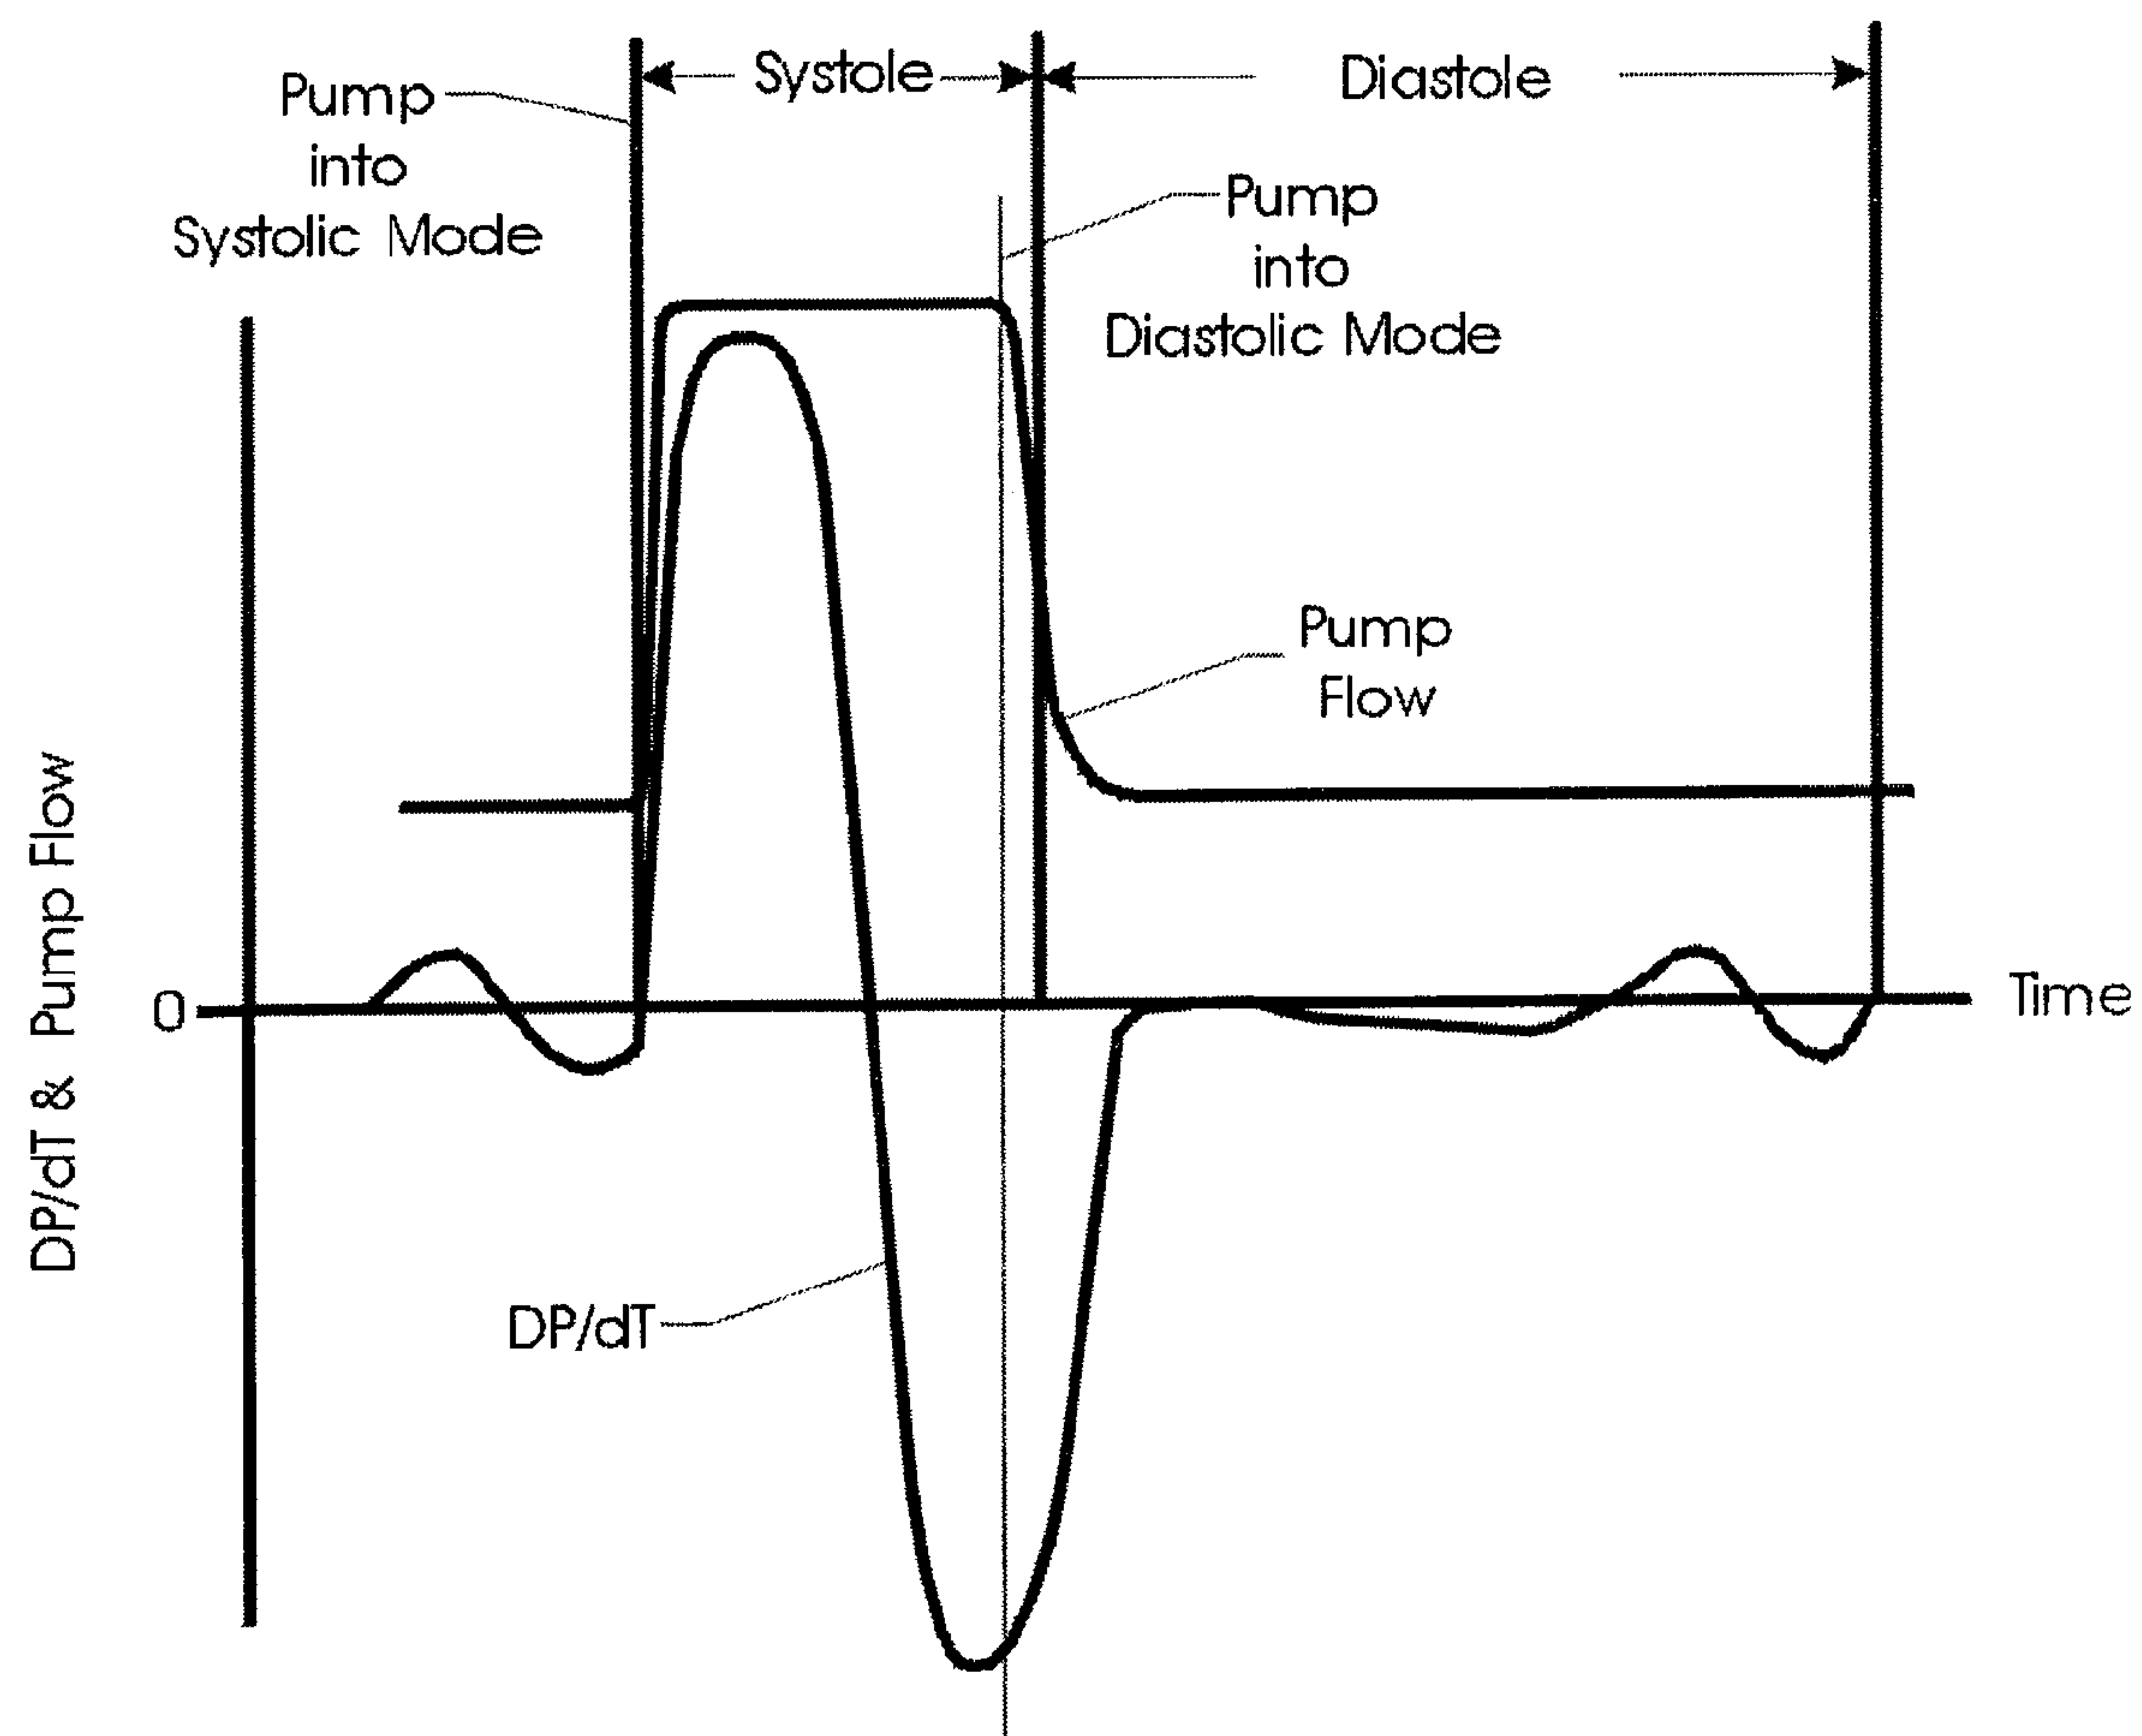 Systole
Diastole
Pump
into
Systolic Mode
Pump
into
Diastolic Mode
Pump
Flow
DP/dT & Pump Flow
0
Time
DP/dT